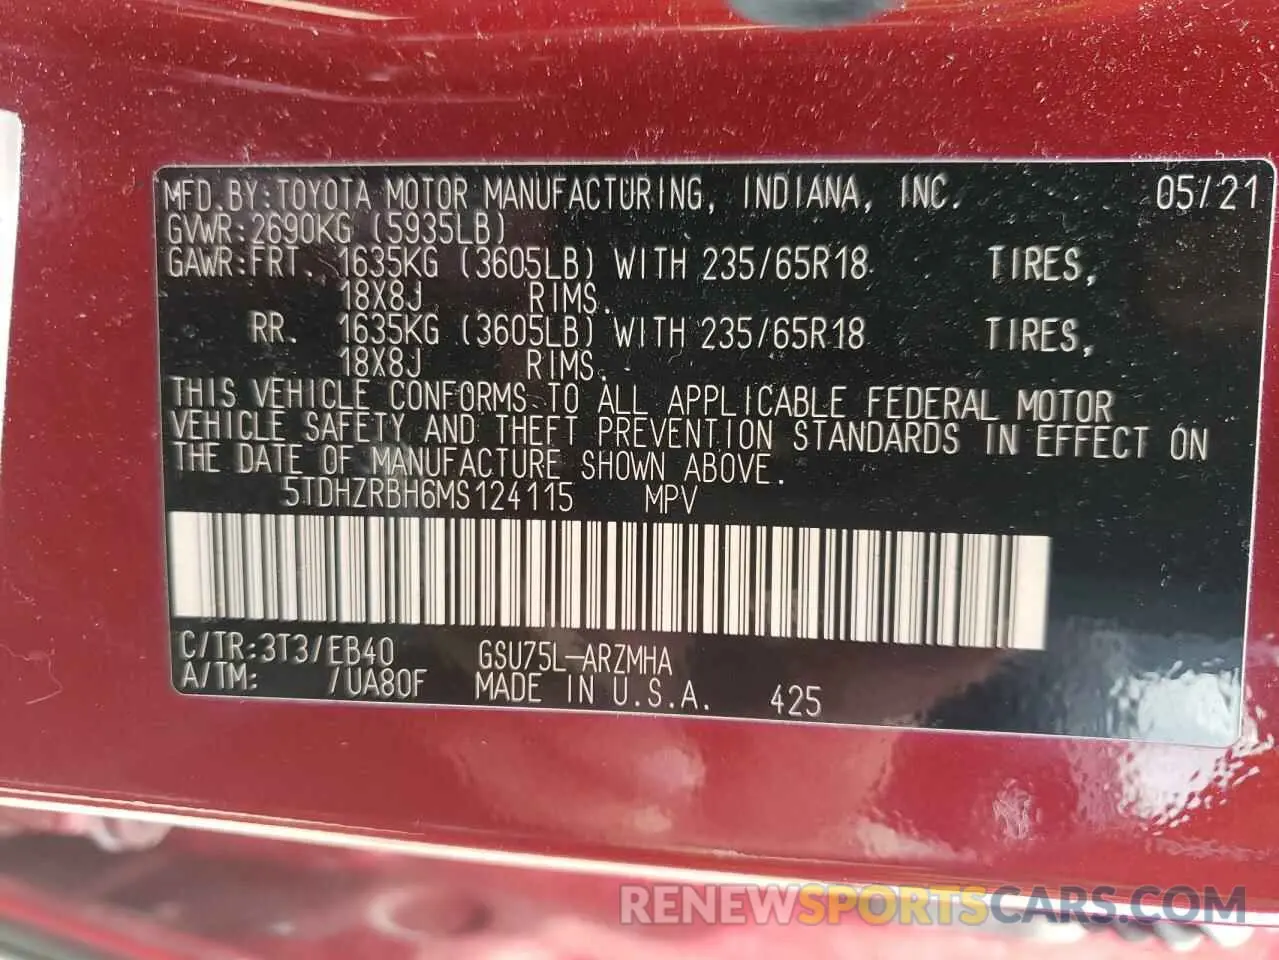 MFD.BY:TOYOTA MOTOR MANUFACTURING, INDIANA, INC. 05/21
GVWR:2690KG (5935LB)
GAWR:FRT. 1635KG (3605LB) WITH 235/65R18 TIRES,
18X8J RIMS.
RR. 1635KG (3605LB) WITH 235/65R18 TIRES,
18X8J RIMS.
THIS VEHICLE CONFORMS TO ALL APPLICABLE FEDERAL MOTOR
VEHICLE SAFETY AND THEFT PREVENTION STANDARDS IN EFFECT ON
THE DATE OF MANUFACTURE SHOWN ABOVE.
5TDHZRBH6MS124115 MPV
C/TR:3T3/EB40 GSU75L-ARZMHA
A/TM: /UA80F MADE IN U.S.A. 425
RENEWSPORTSCARS.COM